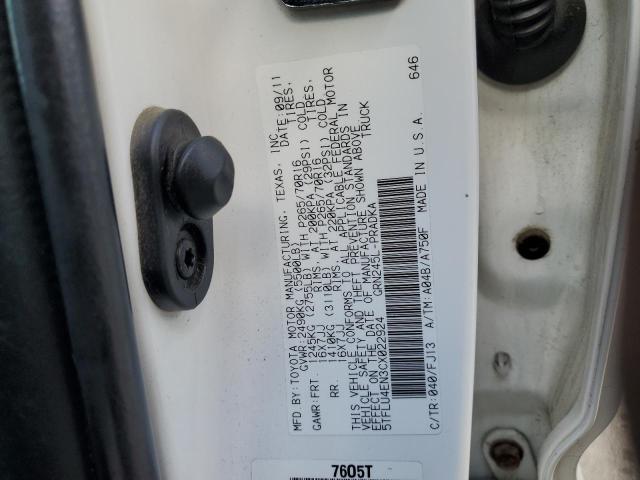 MFD.BY:TOYOTA MOTOR MANUFACTURING, TEXAS, INC. DATE:09/11
GVWR:2490KG (5500LB)
GAWR:FRT. 1245KG (2755LB) WITH P265/70R16 TIRES,
16X7JJ RIMS, AT 200KPA (29PSI) COLD
RR. 1410KG (3110LB) WITH P265/70R16 TIRES,
16X7JJ RIMS, AT 220KPA (32PSI) COLD
THIS VEHICLE CONFORMS TO ALL APPLICABLE FEDERAL MOTOR
VEHICLE SAFETY AND THEFT PREVENTION STANDARDS IN
EFFECT ON THE DATE OF MANUFACTURE SHOWN ABOVE.
5TFLU4EN3CX022924 TRUCK
GRN245L-PRADKA
C/TR:040/FJ13 A/TM:A04B/A750F MADE IN U.S.A. 646
7605T